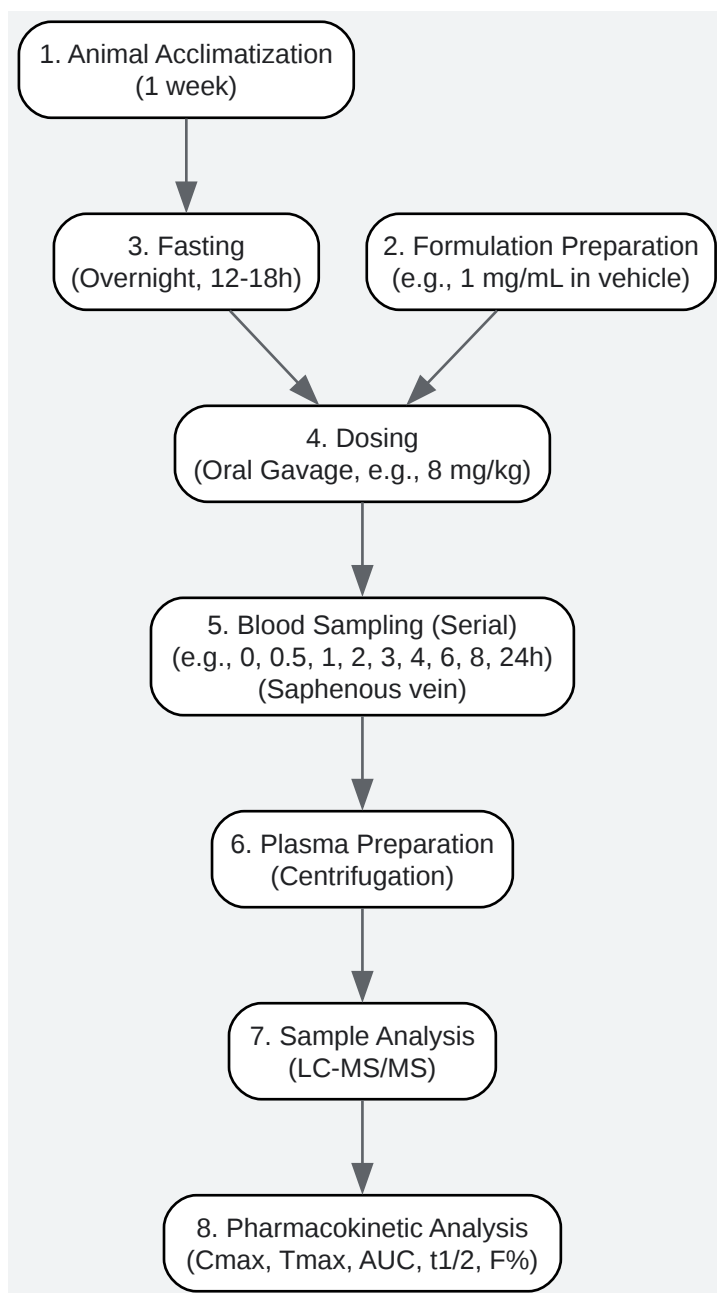 1. Animal Acclimatization
(1 week)
3. Fasting
(Overnight, 12-18h)
2. Formulation Preparation
(e.g., 1 mg/mL in vehicle)
4. Dosing
(Oral Gavage, e.g., 8 mg/kg)
5. Blood Sampling (Serial)
(e.g., 0, 0.5, 1, 2, 3, 4, 6, 8, 24h)
(Saphenous vein)
6. Plasma Preparation
(Centrifugation)
7. Sample Analysis
(LC-MS/MS)
8. Pharmacokinetic Analysis
(Cmax, Tmax, AUC, t1/2, F%)